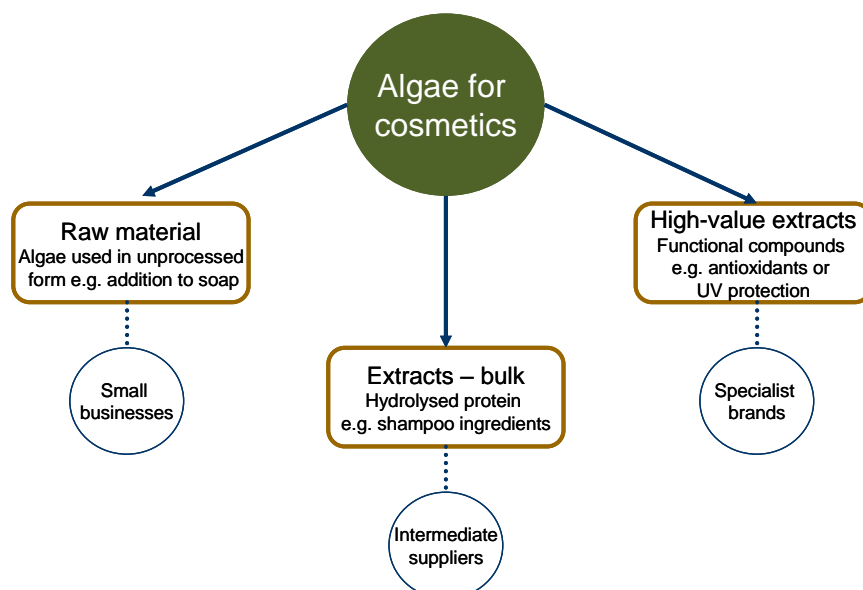 Algae for
cosmetics
Raw material
Algae used in unprocessed
form e.g. addition to soap
High-value extracts
Functional compounds
e.g. antioxidants or
UV protection
Small
businesses
Extracts – bulk
Hydrolysed protein
e.g. shampoo ingredients
Specialist
brands
Intermediate
suppliers